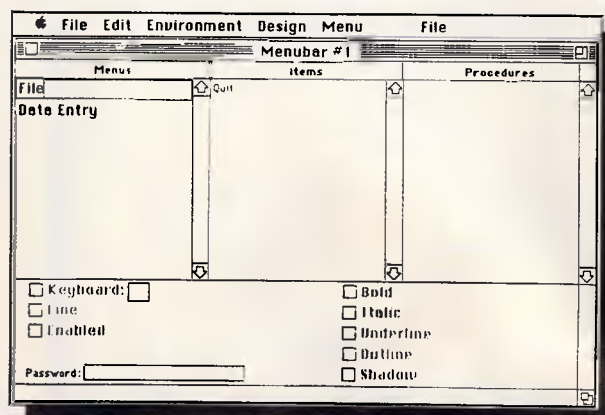 File Edit Environment Design Menu File
Menubar #1
Menus Items Procedures
File Quit
Data Entry
Keyboard: Bold
Line Italic
Enabled Underline
Outline
Password: Shadow